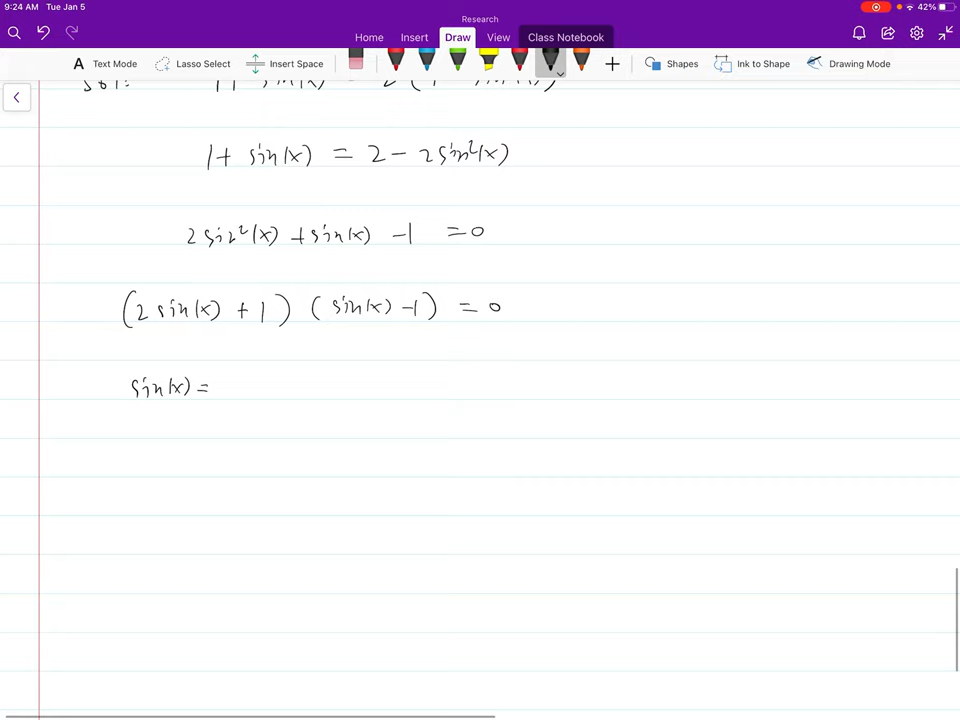 9:24 AM Tue Jan 5
42%
Research
Home Insert Draw View Class Notebook
Text Mode Lasso Select Insert Space Shapes Ink to Shape Drawing Mode
1+ sin(x) = 2 - 2sin²(x)
2sin²(x) +sin(x) -1 =0
(2sin(x) + 1) (sin(x) -1) = 0
sin(x) =